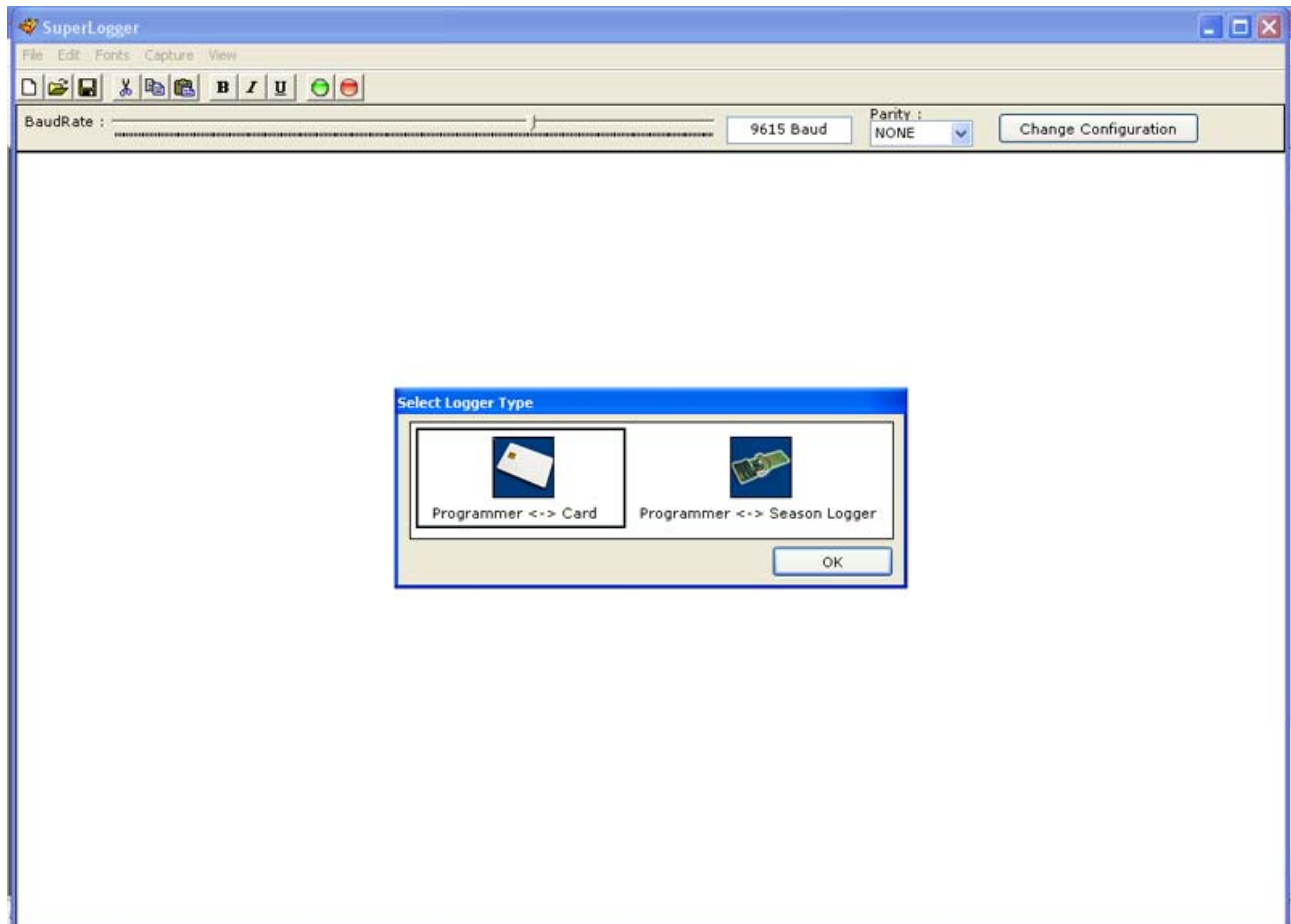 SuperLogger
File Edit Fonts Capture View
B I U
BaudRate : 9615 Baud Parity : NONE Change Configuration
Select Logger Type
Programmer <-> Card Programmer <-> Season Logger
OK